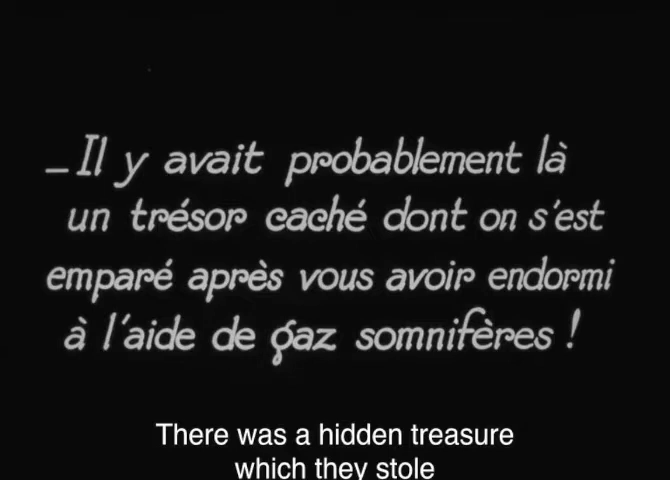 _ Il y avait probablement là
un trésor caché dont on s'est
emparé après vous avoir endormi
à l'aide de gaz somnifères !
There was a hidden treasure
which they stole